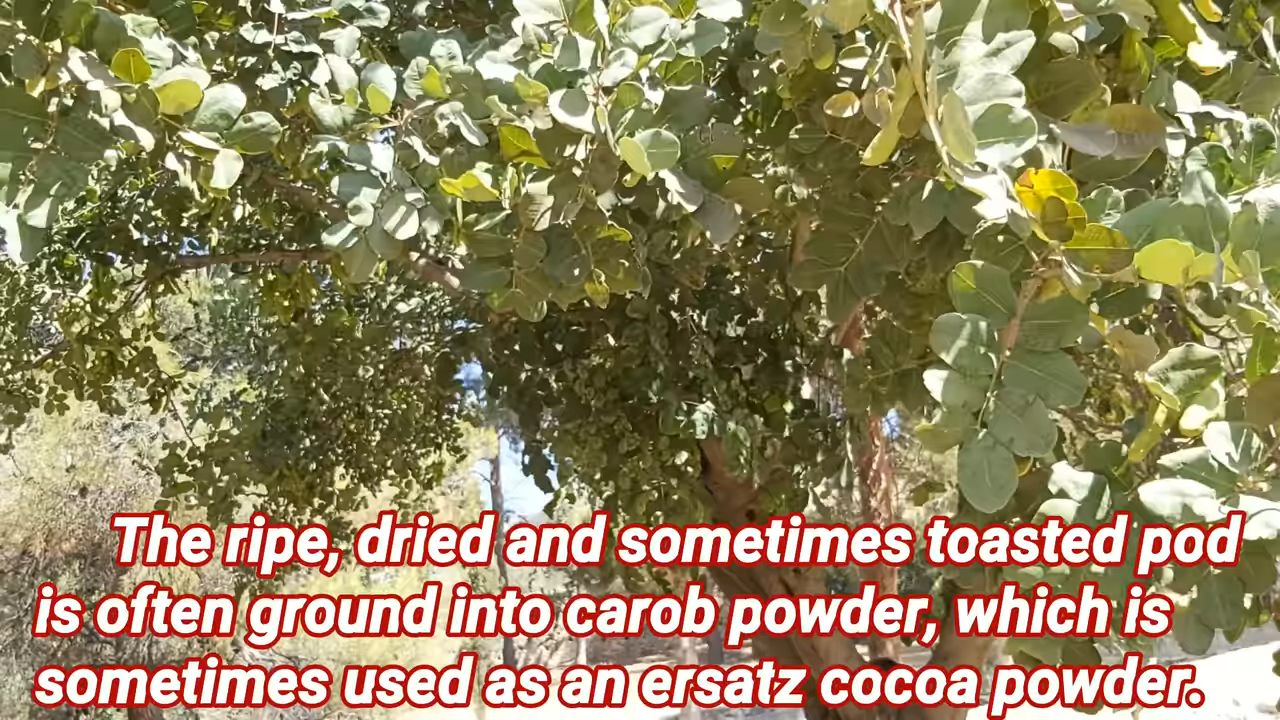 The ripe, dried and sometimes toasted pod
is often ground into carob powder, which is
sometimes used as an ersatz cocoa powder.